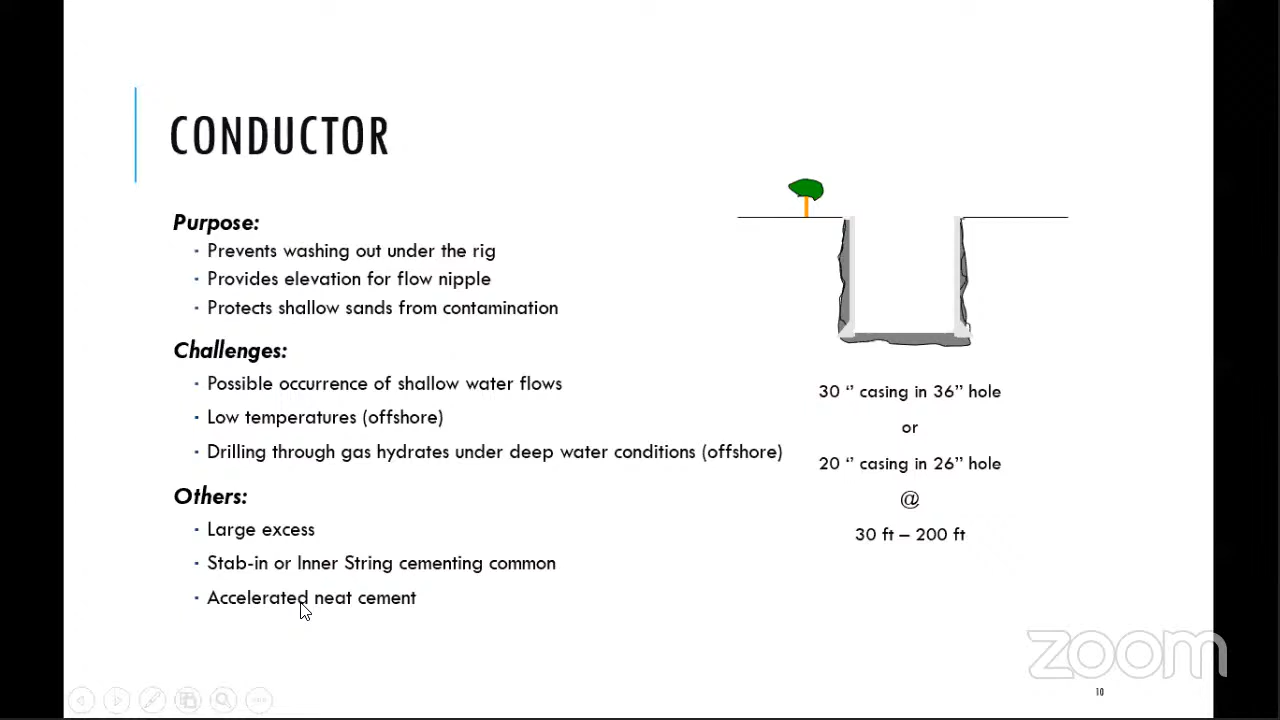 CONDUCTOR
Purpose:
Prevents washing out under the rig
Provides elevation for flow nipple
Protects shallow sands from contamination
Challenges:
Possible occurrence of shallow water flows
Low temperatures (offshore)
Drilling through gas hydrates under deep water conditions (offshore)
Others:
Large excess
Stab-in or Inner String cementing common
Accelerated neat cement
30 ‘’ casing in 36’’ hole
or
20 ‘’ casing in 26’’ hole
@
30 ft – 200 ft
zoom
10